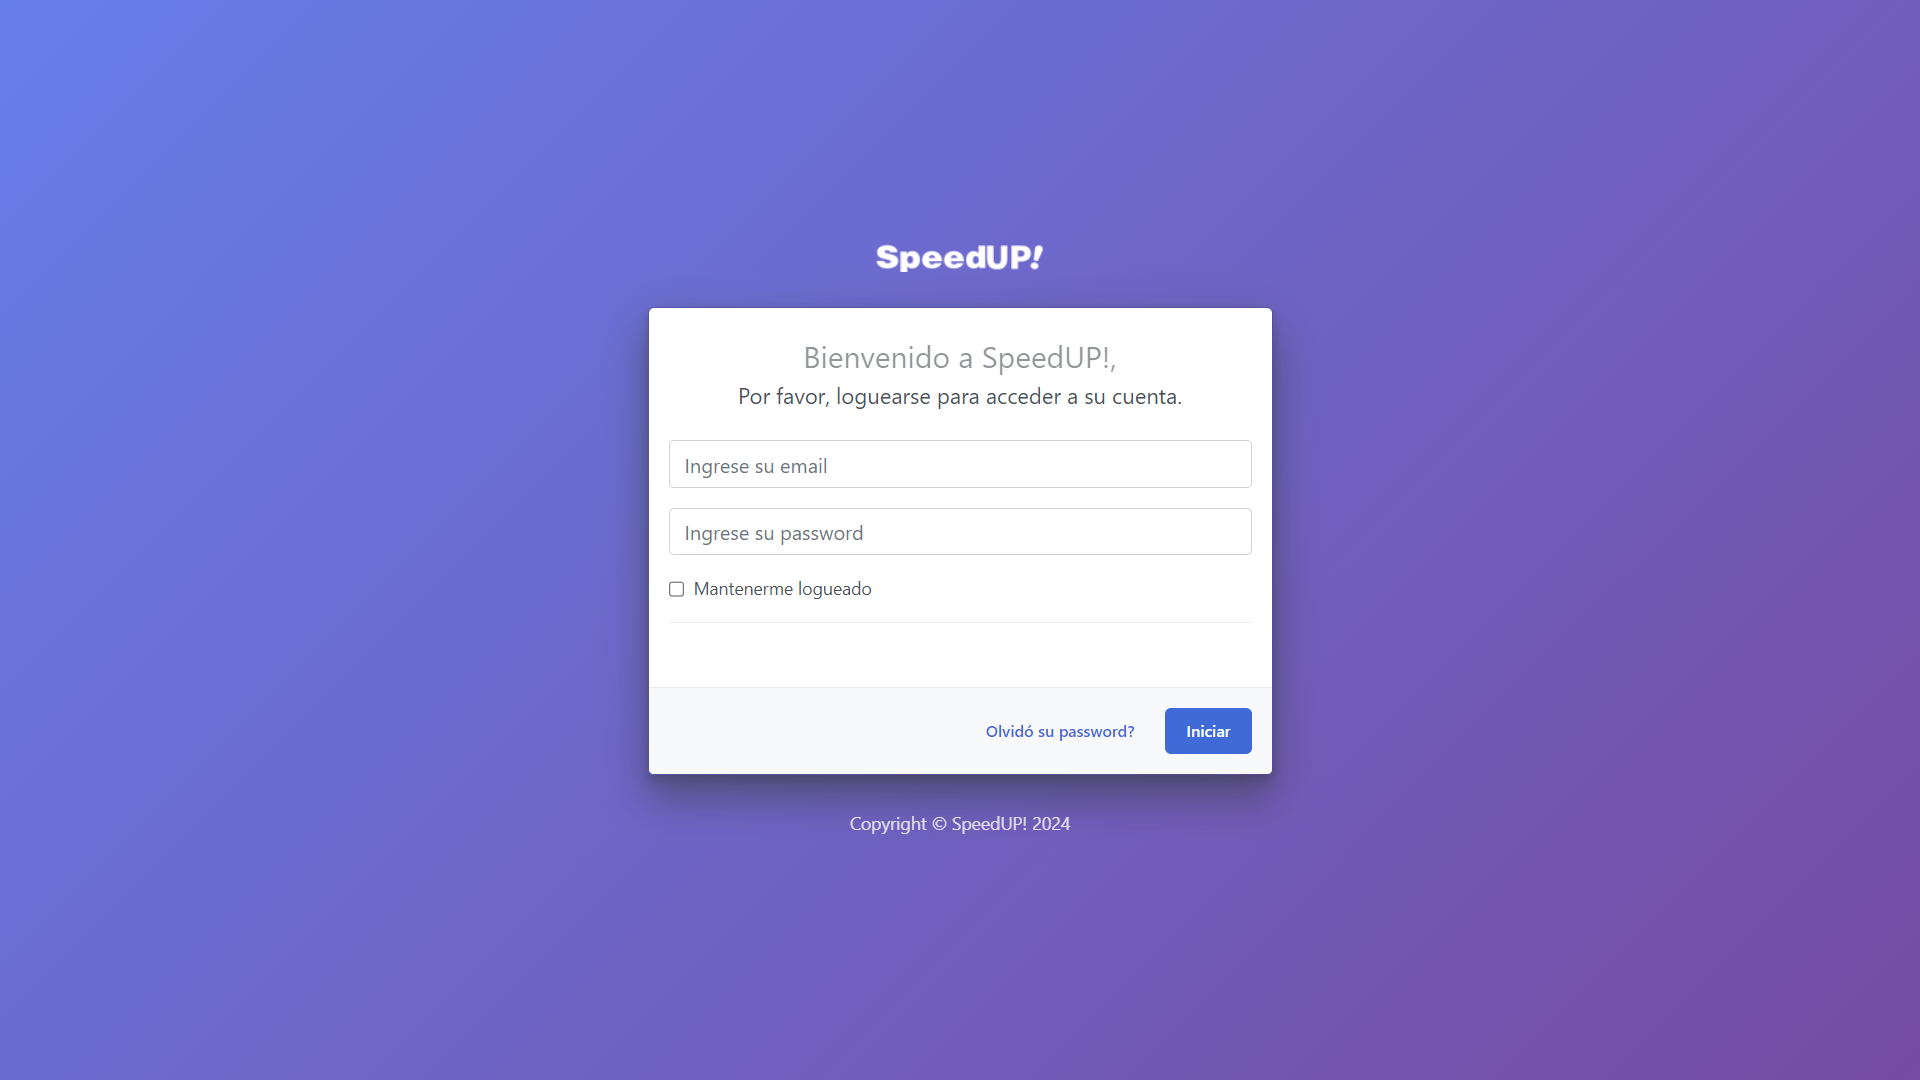 SpeedUP!
Bienvenido a SpeedUP!,
Por favor, loguearse para acceder a su cuenta.
Ingrese su email
Ingrese su password
Mantenerme logueado
Olvidó su password?
Iniciar
Copyright © SpeedUP! 2024